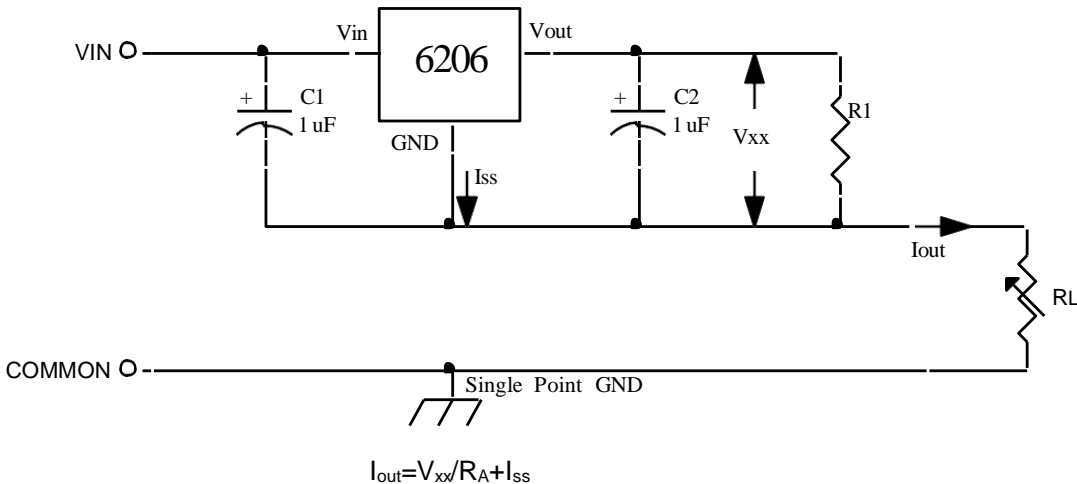 VIN
Vin
6206
Vout
+
C1
1 uF
GND
Iss
+
C2
1 uF
Vxx
R1
Iout
RL
COMMON
Single Point GND
Iout=Vxx/RA+Iss